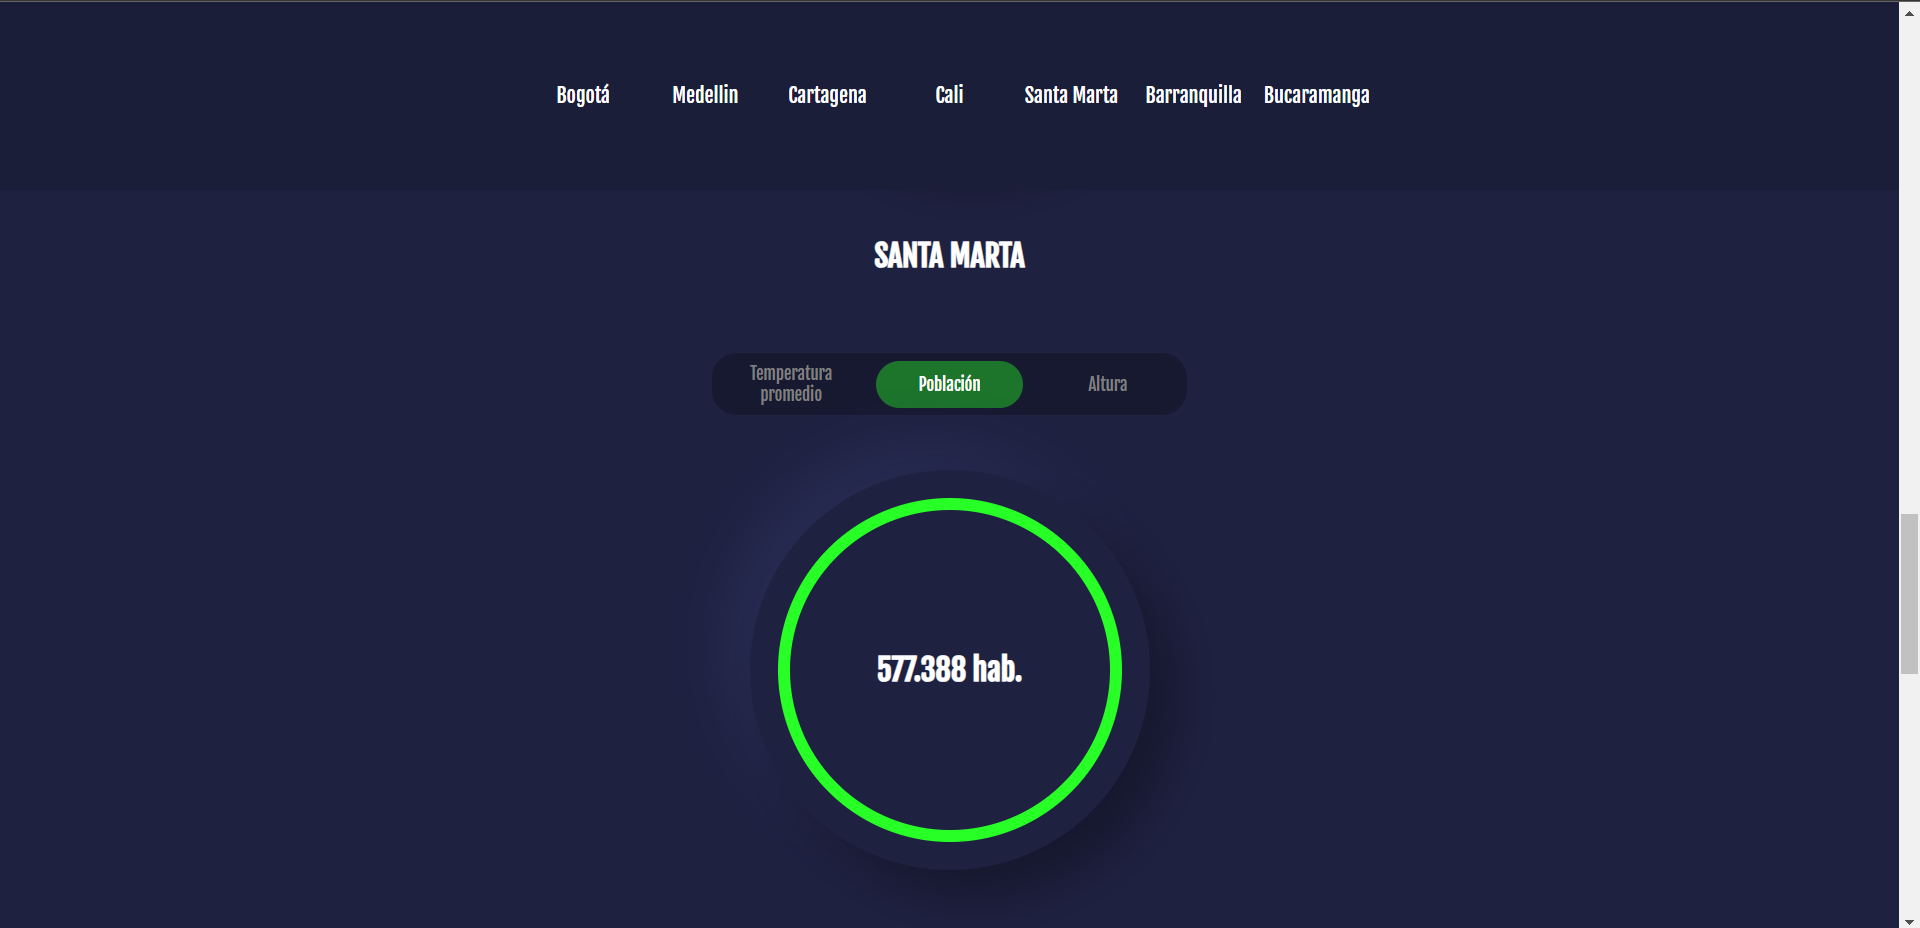 Bogotá Medellin Cartagena Cali Santa Marta Barranquilla Bucaramanga
SANTA MARTA
Temperatura
promedio
Población
Altura
577.388 hab.